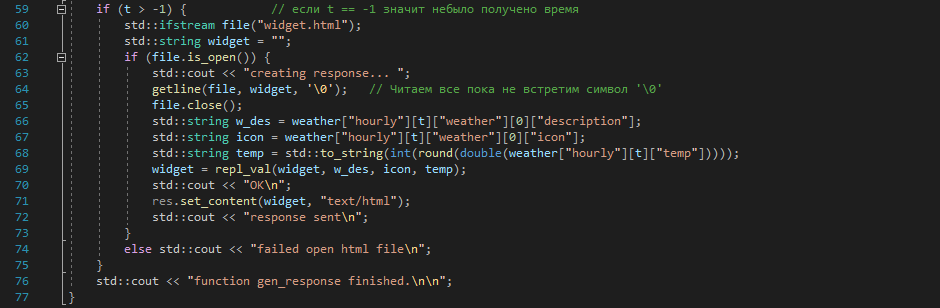 59 if (t > -1) { // если t == -1 значит небыло получено время
60 std::ifstream file("widget.html");
61 std::string widget = "";
62 if (file.is_open()) {
63 std::cout << "creating response... ";
64 getline(file, widget, '\0'); // Читаем все пока не встретим символ '\0'
65 file.close();
66 std::string w_des = weather["hourly"][t]["weather"][0]["description"];
67 std::string icon = weather["hourly"][t]["weather"][0]["icon"];
68 std::string temp = std::to_string(int(round(double(weather["hourly"][t]["temp"]))));
69 widget = repl_val(widget, w_des, icon, temp);
70 std::cout << "OK\n";
71 res.set_content(widget, "text/html");
72 std::cout << "response sent\n";
73 }
74 else std::cout << "failed open html file\n";
75 }
76 std::cout << "function gen_response finished.\n\n";
77 }